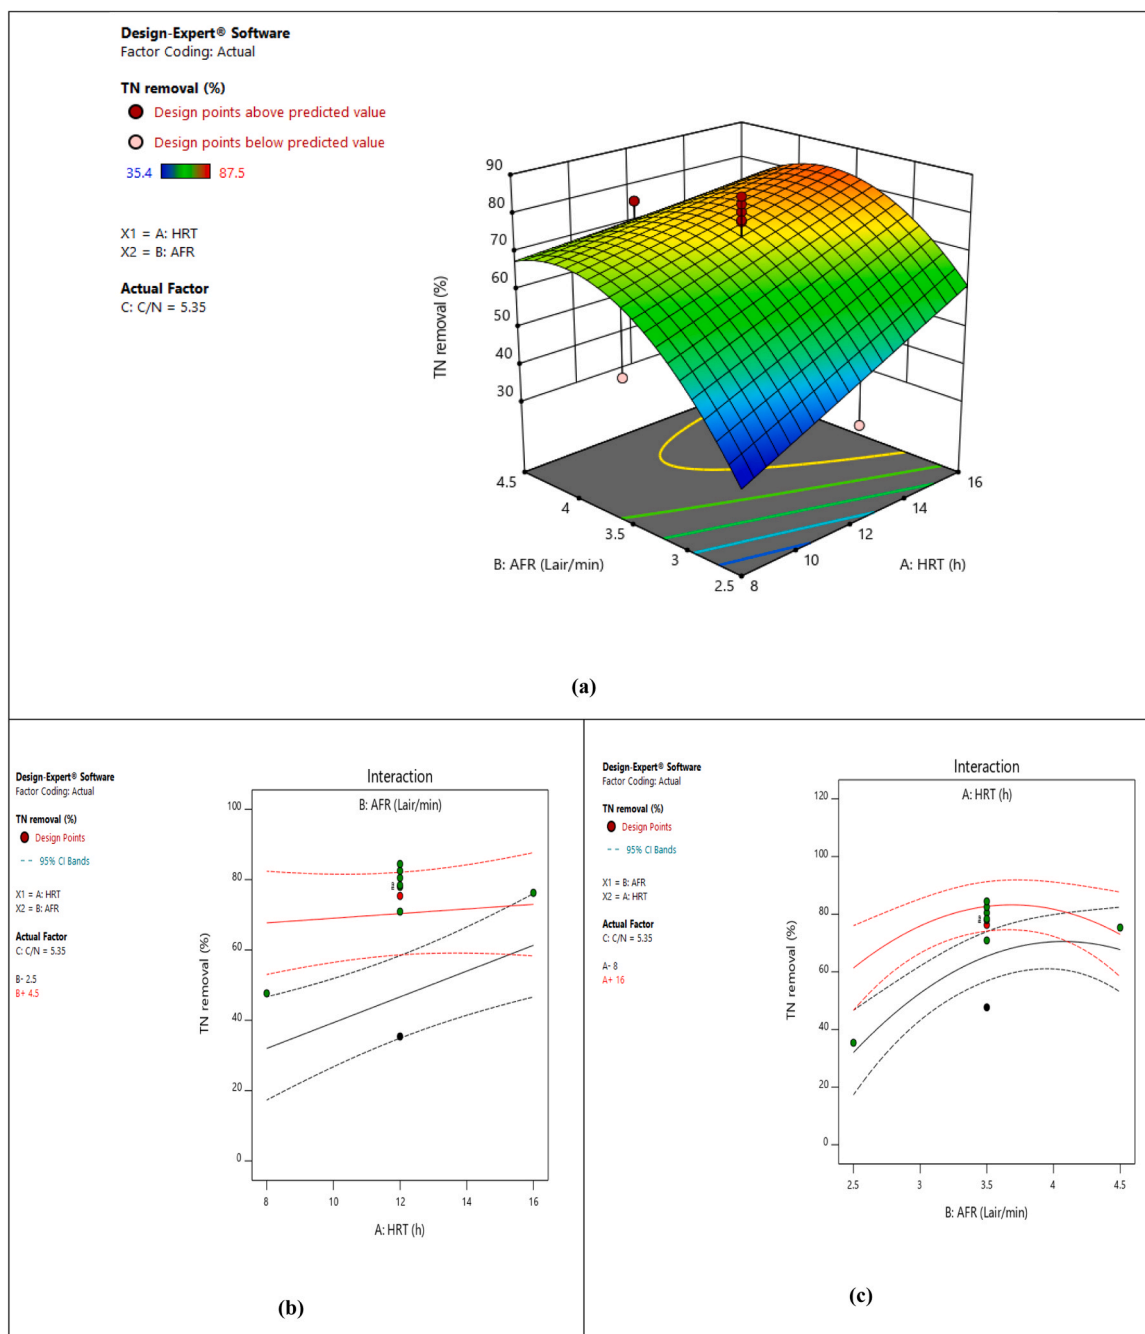 Design-Expert® Software
Factor Coding: Actual
TN removal (%)
Design points above predicted value
Design points below predicted value
35.4 87.5
X1 = A: HRT
X2 = B: AFR
Actual Factor
C: C/N = 5.35
90
80
70
60
50
40
30
TN removal (%)
4.5
4
3.5
3
2.5
B: AFR (Lair/min)
8
10
12
14
16
A: HRT (h)
(a)
Design-Expert® Software
Factor Coding: Actual
TN removal (%)
Design Points
95% CI Bands
X1 = A: HRT
X2 = B: AFR
Actual Factor
C: C/N = 5.35
B- 2.5
B+ 4.5
Interaction
B: AFR (Lair/min)
100
80
60
40
20
0
TN removal (%)
8 10 12 14 16
A: HRT (h)
(b)
Design-Expert® Software
Factor Coding: Actual
TN removal (%)
Design Points
95% CI Bands
X1 = B: AFR
X2 = A: HRT
Actual Factor
C: C/N = 5.35
A- 8
A+ 16
Interaction
A: HRT (h)
120
100
80
60
40
20
0
TN removal (%)
2.5 3 3.5 4 4.5
B: AFR (Lair/min)
(c)